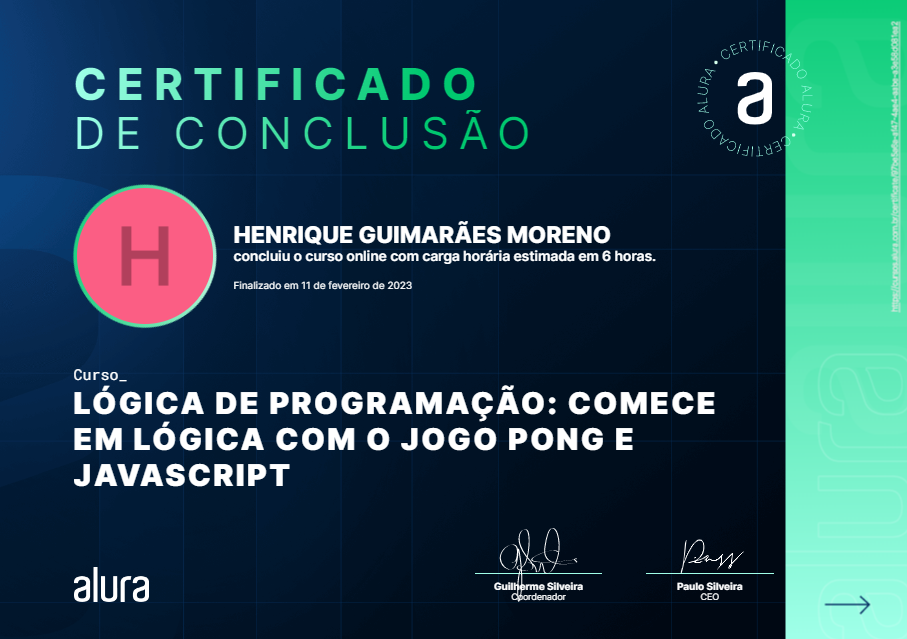 CERTIFICADO
DE CONCLUSÃO
CERTIFICADO ALURA • CERTIFICADO ALURA •
a
H
HENRIQUE GUIMARÃES MORENO
concluiu o curso online com carga horária estimada em 6 horas.
Finalizado em 11 de fevereiro de 2023
Curso_
LÓGICA DE PROGRAMAÇÃO: COMECE
EM LÓGICA COM O JOGO PONG E
JAVASCRIPT
alura
Guilherme Silveira
Coordenador
Paulo Silveira
CEO
alura